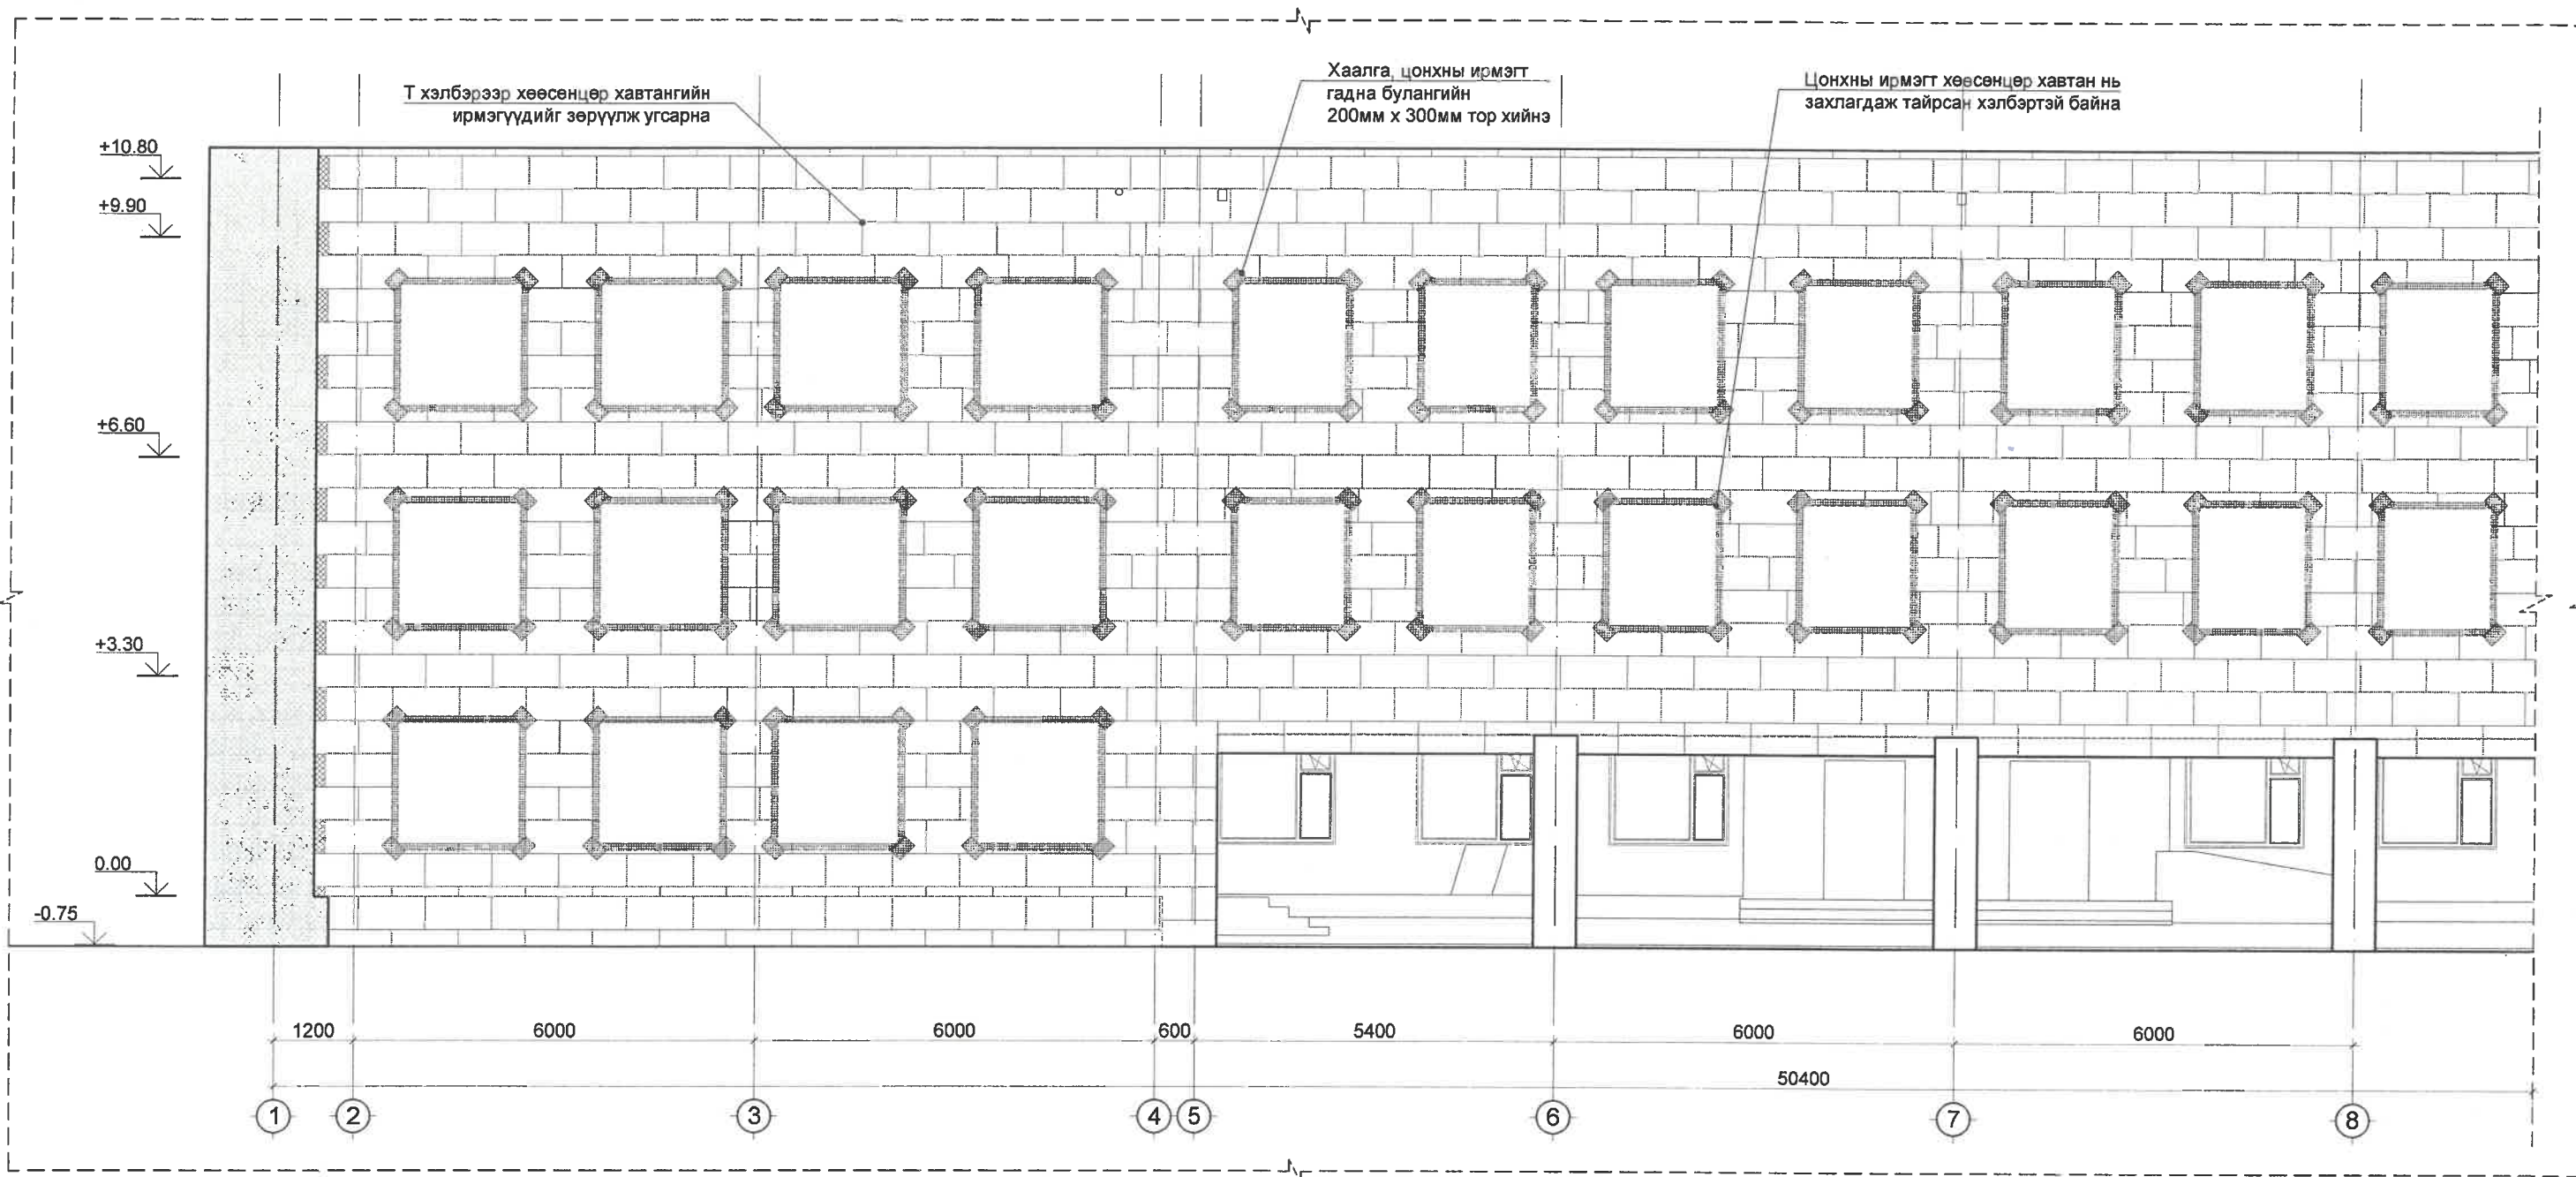 Т хэлбэрээр хөөсөнцөр хавтангийн
ирмэгүүдийг зөрүүлж угсарна
Хаалга, цонхны ирмэгт
гадна булангийн
200мм x 300мм тор хийнэ
Цонхны ирмэгт хөөсөнцөр хавтан нь
захлагдаж тайрсан хэлбэртэй байна
+10.80
+9.90
+6.60
+3.30
0.00
-0.75
1200 6000 6000 600 5400 6000 6000
50400
1 2 3 4 5 6 7 8